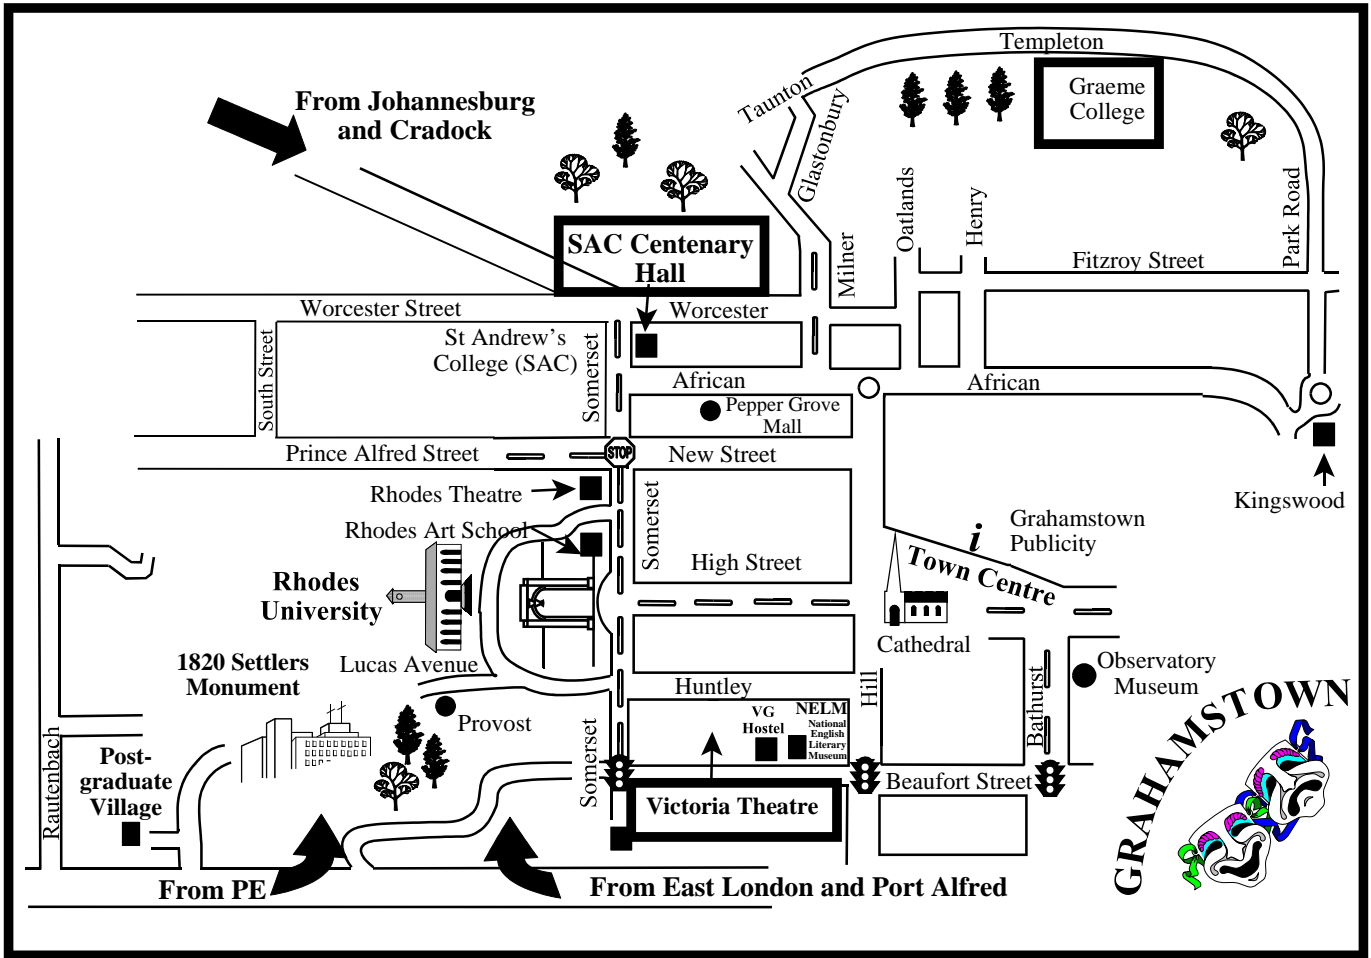 Templeton
Taunton
Glastonbury
Graeme
College
From Johannesburg
and Cradock
Oatlands
Henry
Park Road
Milner
Fitzroy Street
SAC Centenary
Hall
Worcester Street
Worcester
South Street
St Andrew's
College (SAC)
Somerset
African
African
Pepper Grove
Mall
Prince Alfred Street
STOP
New Street
Kingswood
Rhodes Theatre
Rhodes Art School
Somerset
i
Grahamstown
Publicity
High Street
Town Centre
Rhodes
University
Cathedral
Lucas Avenue
1820 Settlers
Monument
Provost
Huntley
Hill
Bathurst
Observatory
Museum
VG
Hostel
NELM
National
English
Literary
Museum
Somerset
Rautenbach
Post-
graduate
Village
Beaufort Street
Victoria Theatre
From PE
From East London and Port Alfred
GRAHAMSTOWN